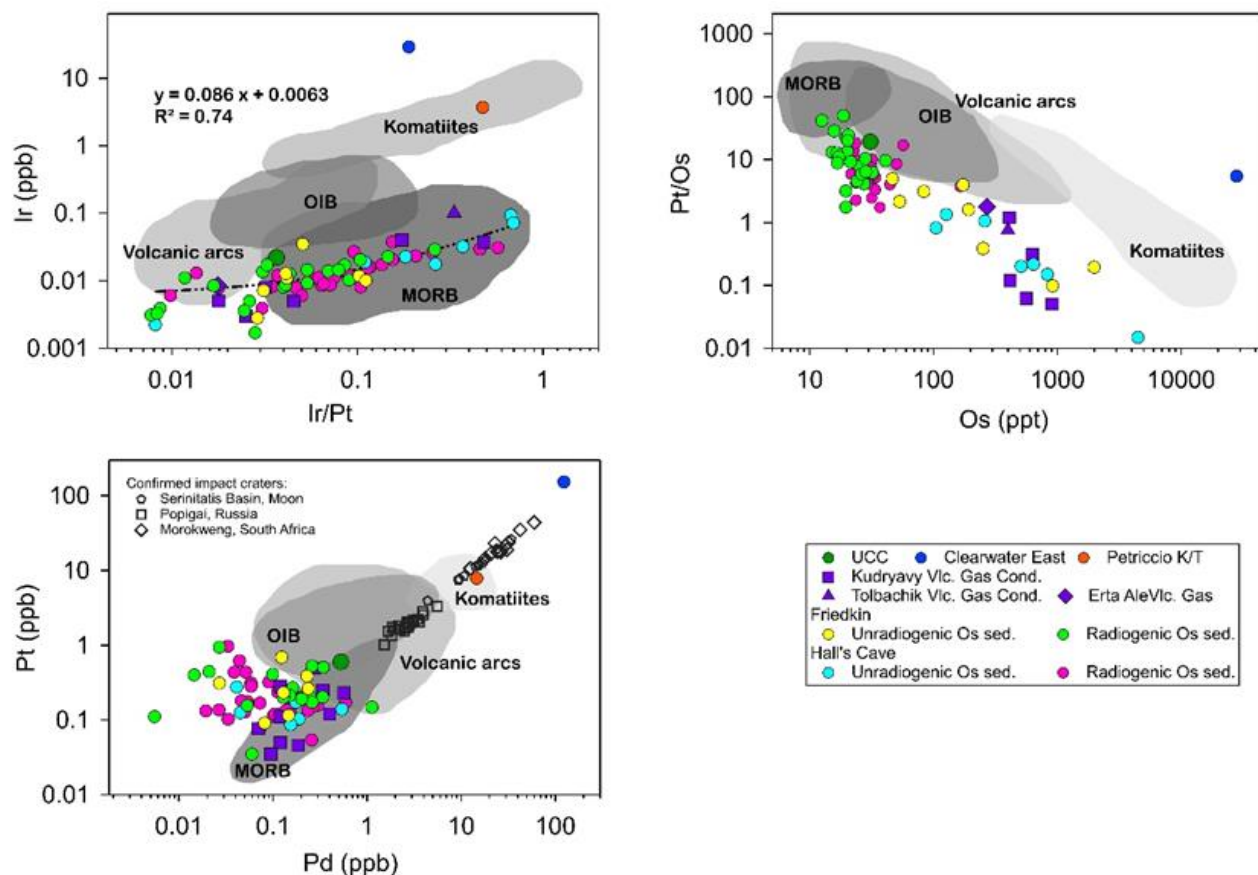 10
1
0.1
0.01
0.001
Ir (ppb)
y = 0.086 x + 0.0063
R² = 0.74
Komatiites
OIB
Volcanic arcs
MORB
0.01 0.1 1
Ir/Pt
1000
100
10
1
0.1
0.01
Pt/Os
MORB
Volcanic arcs
OIB
Komatiites
10 100 1000 10000
Os (ppt)
100
10
1
0.1
0.01
Pt (ppb)
Confirmed impact craters:
Serinitatis Basin, Moon
Popigai, Russia
Morokweng, South Africa
Komatiites
OIB
Volcanic arcs
MORB
0.01 0.1 1 10 100
Pd (ppb)
UCC Clearwater East Petriccio K/T
Kudryavy Vlc. Gas Cond.
Tolbachik Vlc. Gas Cond. Erta AleVlc. Gas
Friedkin
Unradiogenic Os sed. Radiogenic Os sed.
Hall's Cave
Unradiogenic Os sed. Radiogenic Os sed.